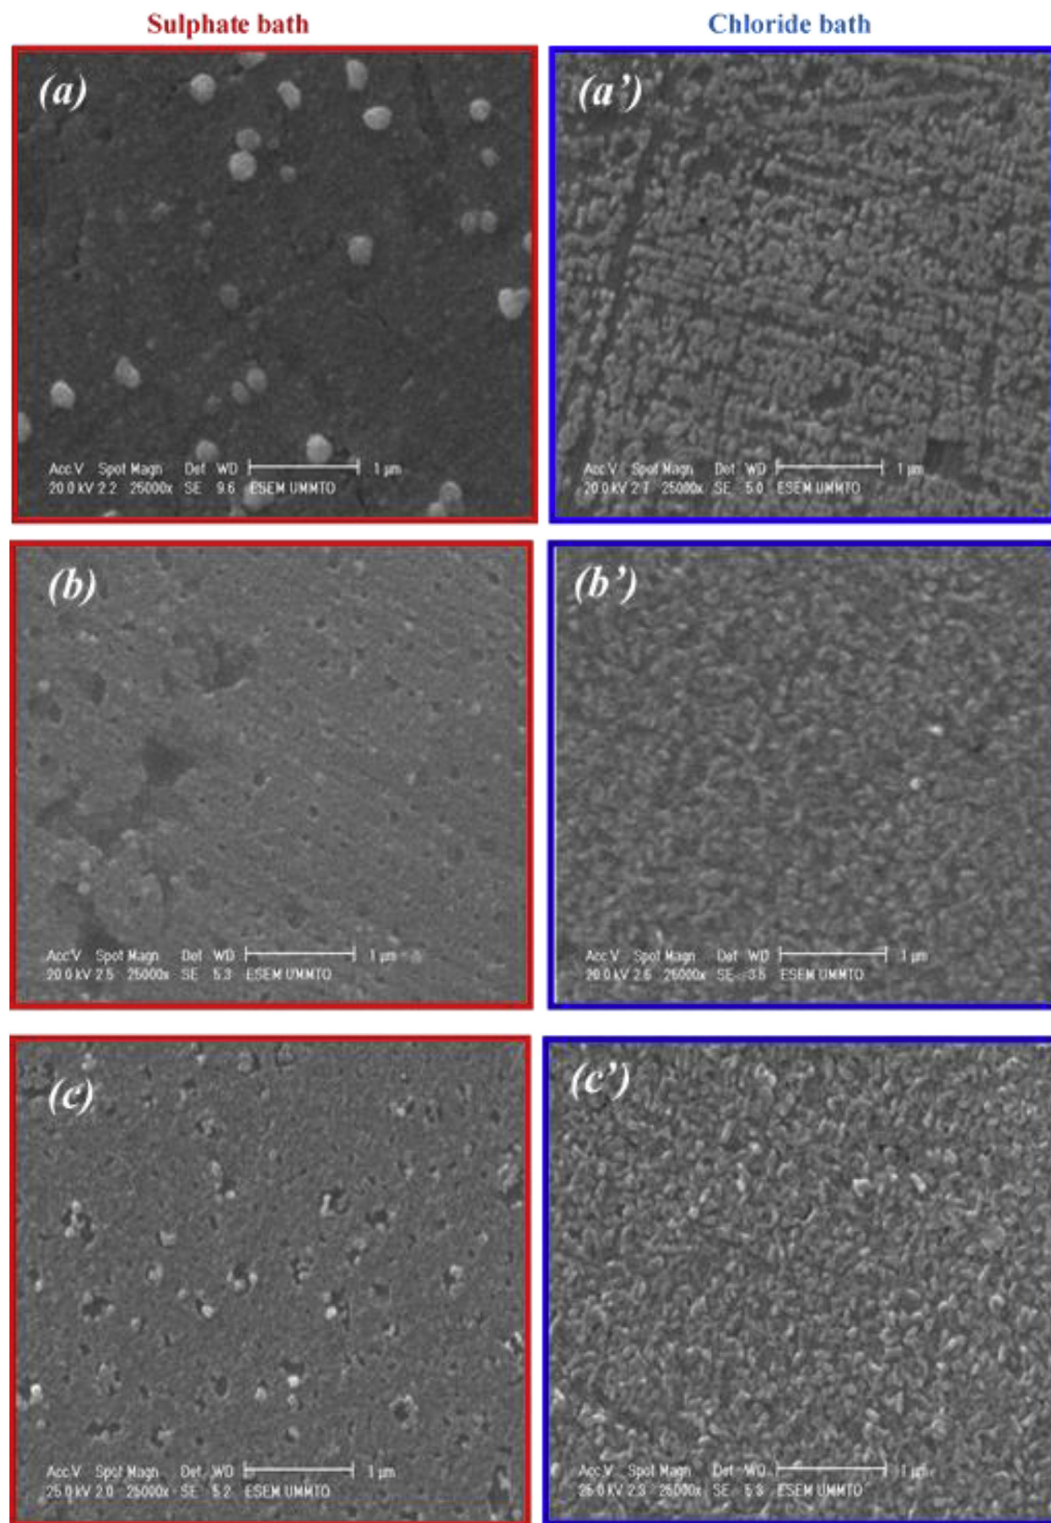 Sulphate bath
Chloride bath
(a)
Acc.V Spot Magn Det WD 1 µm
20.0 kV 2.2 25000x SE 9.6 ESEM UMMTO
(a’)
Acc.V Spot Magn Det WD 1 µm
20.0 kV 2.7 25000x SE 5.0 ESEM UMMTO
(b)
Acc.V Spot Magn Det WD 1 µm
20.0 kV 2.5 25000x SE 5.3 ESEM UMMTO
(b’)
Acc.V Spot Magn Det WD 1 µm
20.0 kV 2.6 25000x SE ESEM UMMTO
(c)
Acc.V Spot Magn Det WD 1 µm
25.0 kV 2.0 25000x SE 5.2 ESEM UMMTO
(c’)
Acc.V Spot Magn Det WD 1 µm
25.0 kV 2.3 25000x SE 5.3 ESEM UMMTO